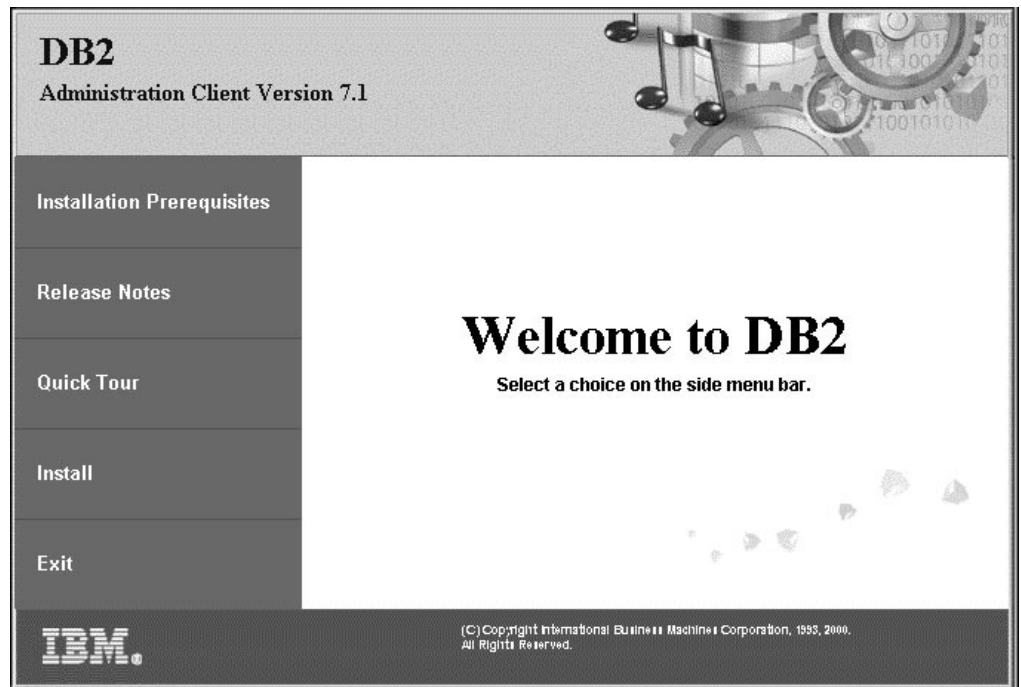 DB2
Administration Client Version 7.1
Installation Prerequisites
Release Notes
Quick Tour
Install
Exit
Welcome to DB2
Select a choice on the side menu bar.
IBM®
(C) Copyright International Business Machines Corporation, 1993, 2000.
All Rights Reserved.